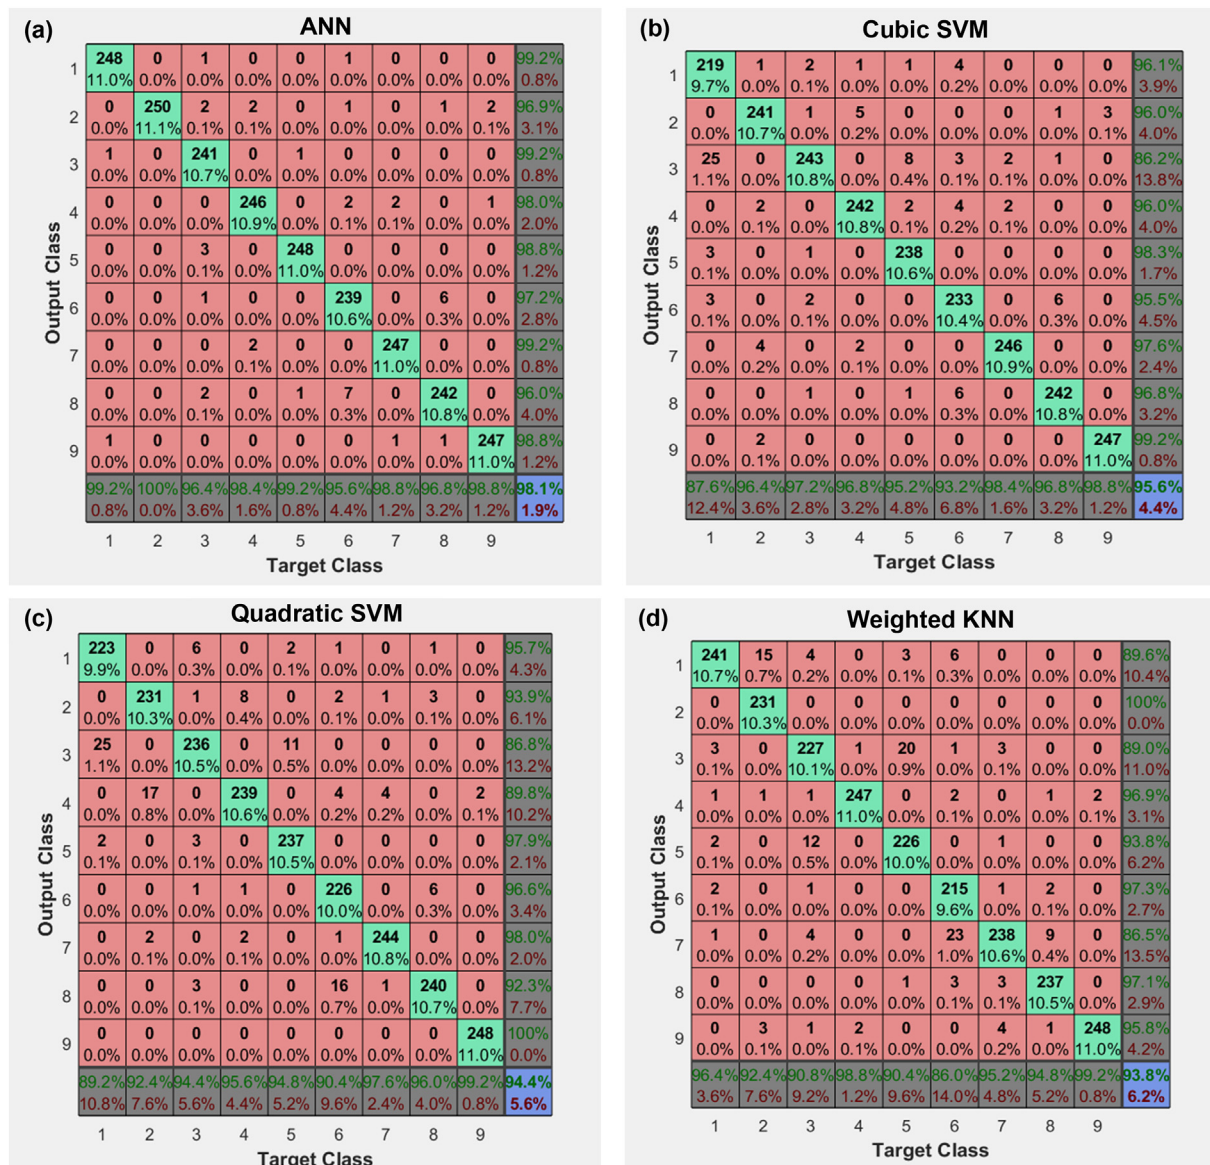 (a) ANN
1 248 0 1 0 0 1 0 0 0 99.2%
11.0% 0.0% 0.0% 0.0% 0.0% 0.0% 0.0% 0.0% 0.0% 0.8%
2 0 250 2 2 0 1 0 1 2 96.9%
0.0% 11.1% 0.1% 0.1% 0.0% 0.0% 0.0% 0.0% 0.1% 3.1%
3 1 0 241 0 1 0 0 0 0 99.2%
0.0% 0.0% 10.7% 0.0% 0.0% 0.0% 0.0% 0.0% 0.0% 0.8%
4 0 0 0 246 0 2 2 0 1 98.0%
0.0% 0.0% 0.0% 10.9% 0.0% 0.1% 0.1% 0.0% 0.0% 2.0%
5 0 0 3 0 248 0 0 0 0 98.8%
0.0% 0.0% 0.1% 0.0% 11.0% 0.0% 0.0% 0.0% 0.0% 1.2%
6 0 0 1 0 0 239 0 6 0 97.2%
0.0% 0.0% 0.0% 0.0% 0.0% 10.6% 0.0% 0.3% 0.0% 2.8%
7 0 0 0 2 0 0 247 0 0 99.2%
0.0% 0.0% 0.0% 0.1% 0.0% 0.0% 11.0% 0.0% 0.0% 0.8%
8 0 0 2 0 1 7 0 242 0 96.0%
0.0% 0.0% 0.1% 0.0% 0.0% 0.3% 0.0% 10.8% 0.0% 4.0%
9 1 0 0 0 0 0 1 1 247 98.8%
0.0% 0.0% 0.0% 0.0% 0.0% 0.0% 0.0% 0.0% 11.0% 1.2%
99.2% 100% 96.4% 98.4% 99.2% 95.6% 98.8% 96.8% 98.8% 98.1%
0.8% 0.0% 3.6% 1.6% 0.8% 4.4% 1.2% 3.2% 1.2% 1.9%
1 2 3 4 5 6 7 8 9
Target Class
Output Class
(b) Cubic SVM
1 219 1 2 1 1 4 0 0 0 96.1%
9.7% 0.0% 0.1% 0.0% 0.0% 0.2% 0.0% 0.0% 0.0% 3.9%
2 0 241 1 5 0 0 0 1 3 96.0%
0.0% 10.7% 0.0% 0.2% 0.0% 0.0% 0.0% 0.0% 0.1% 4.0%
3 25 0 243 0 8 3 2 1 0 86.2%
1.1% 0.0% 10.8% 0.0% 0.4% 0.1% 0.1% 0.0% 0.0% 13.8%
4 0 2 0 242 2 4 2 0 0 96.0%
0.0% 0.1% 0.0% 10.8% 0.1% 0.2% 0.1% 0.0% 0.0% 4.0%
5 3 0 1 0 238 0 0 0 0 98.3%
0.1% 0.0% 0.0% 0.0% 10.6% 0.0% 0.0% 0.0% 0.0% 1.7%
6 3 0 2 0 0 233 0 6 0 95.5%
0.1% 0.0% 0.1% 0.0% 0.0% 10.4% 0.0% 0.3% 0.0% 4.5%
7 0 4 0 2 0 0 246 0 0 97.6%
0.0% 0.2% 0.0% 0.1% 0.0% 0.0% 10.9% 0.0% 0.0% 2.4%
8 0 0 1 0 1 6 0 242 0 96.8%
0.0% 0.0% 0.0% 0.0% 0.0% 0.3% 0.0% 10.8% 0.0% 3.2%
9 0 2 0 0 0 0 0 0 247 99.2%
0.0% 0.1% 0.0% 0.0% 0.0% 0.0% 0.0% 0.0% 11.0% 0.8%
87.6% 96.4% 97.2% 96.8% 95.2% 93.2% 98.4% 96.8% 98.8% 95.6%
12.4% 3.6% 2.8% 3.2% 4.8% 6.8% 1.6% 3.2% 1.2% 4.4%
1 2 3 4 5 6 7 8 9
Target Class
Output Class
(c) Quadratic SVM
1 223 0 6 0 2 1 0 1 0 95.7%
9.9% 0.0% 0.3% 0.0% 0.1% 0.0% 0.0% 0.0% 0.0% 4.3%
2 0 231 1 8 0 2 1 3 0 93.9%
0.0% 10.3% 0.0% 0.4% 0.0% 0.1% 0.0% 0.1% 0.0% 6.1%
3 25 0 236 0 11 0 0 0 0 86.8%
1.1% 0.0% 10.5% 0.0% 0.5% 0.0% 0.0% 0.0% 0.0% 13.2%
4 0 17 0 239 0 4 4 0 2 89.8%
0.0% 0.8% 0.0% 10.6% 0.0% 0.2% 0.2% 0.0% 0.1% 10.2%
5 2 0 3 0 237 0 0 0 0 97.9%
0.1% 0.0% 0.1% 0.0% 10.5% 0.0% 0.0% 0.0% 0.0% 2.1%
6 0 0 1 1 0 226 0 6 0 96.6%
0.0% 0.0% 0.0% 0.0% 0.0% 10.0% 0.0% 0.3% 0.0% 3.4%
7 0 2 0 2 0 1 244 0 0 98.0%
0.0% 0.1% 0.0% 0.1% 0.0% 0.0% 10.8% 0.0% 0.0% 2.0%
8 0 0 3 0 0 16 1 240 0 92.3%
0.0% 0.0% 0.1% 0.0% 0.0% 0.7% 0.0% 10.7% 0.0% 7.7%
9 0 0 0 0 0 0 0 0 248 100%
0.0% 0.0% 0.0% 0.0% 0.0% 0.0% 0.0% 0.0% 11.0% 0.0%
89.2% 92.4% 94.4% 95.6% 94.8% 90.4% 97.6% 96.0% 99.2% 94.4%
10.8% 7.6% 5.6% 4.4% 5.2% 9.6% 2.4% 4.0% 0.8% 5.6%
1 2 3 4 5 6 7 8 9
Target Class
Output Class
(d) Weighted KNN
1 241 15 4 0 3 6 0 0 0 89.6%
10.7% 0.7% 0.2% 0.0% 0.1% 0.3% 0.0% 0.0% 0.0% 10.4%
2 0 231 0 0 0 0 0 0 0 100%
0.0% 10.3% 0.0% 0.0% 0.0% 0.0% 0.0% 0.0% 0.0% 0.0%
3 3 0 227 1 20 1 3 0 0 89.0%
0.1% 0.0% 10.1% 0.0% 0.9% 0.0% 0.1% 0.0% 0.0% 11.0%
4 1 1 1 247 0 2 0 1 2 96.9%
0.0% 0.0% 0.0% 11.0% 0.0% 0.1% 0.0% 0.0% 0.1% 3.1%
5 2 0 12 0 226 0 1 0 0 93.8%
0.1% 0.0% 0.5% 0.0% 10.0% 0.0% 0.0% 0.0% 0.0% 6.2%
6 2 0 1 0 0 215 1 2 0 97.3%
0.1% 0.0% 0.0% 0.0% 0.0% 9.6% 0.0% 0.1% 0.0% 2.7%
7 1 0 4 0 0 23 238 9 0 86.5%
0.0% 0.0% 0.2% 0.0% 0.0% 1.0% 10.6% 0.4% 0.0% 13.5%
8 0 0 0 0 1 3 3 237 0 97.1%
0.0% 0.0% 0.0% 0.0% 0.0% 0.1% 0.1% 10.5% 0.0% 2.9%
9 0 3 1 2 0 0 4 1 248 95.8%
0.0% 0.1% 0.0% 0.1% 0.0% 0.0% 0.2% 0.0% 11.0% 4.2%
96.4% 92.4% 90.8% 98.8% 90.4% 86.0% 95.2% 94.8% 99.2% 93.8%
3.6% 7.6% 9.2% 1.2% 9.6% 14.0% 4.8% 5.2% 0.8% 6.2%
1 2 3 4 5 6 7 8 9
Target Class
Output Class